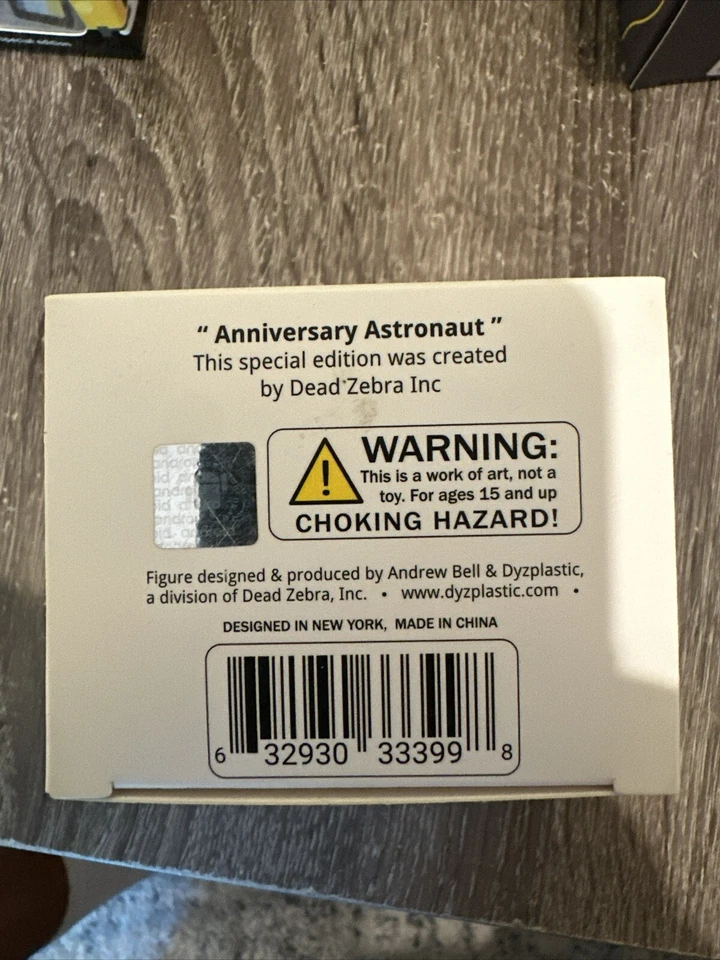 special edition
“ Anniversary Astronaut ”
This special edition was created
by Dead Zebra Inc
WARNING:
This is a work of art, not a
toy. For ages 15 and up
CHOKING HAZARD!
Figure designed & produced by Andrew Bell & Dyzplastic,
a division of Dead Zebra, Inc. • www.dyzplastic.com •
DESIGNED IN NEW YORK, MADE IN CHINA
6 32930 33399 8